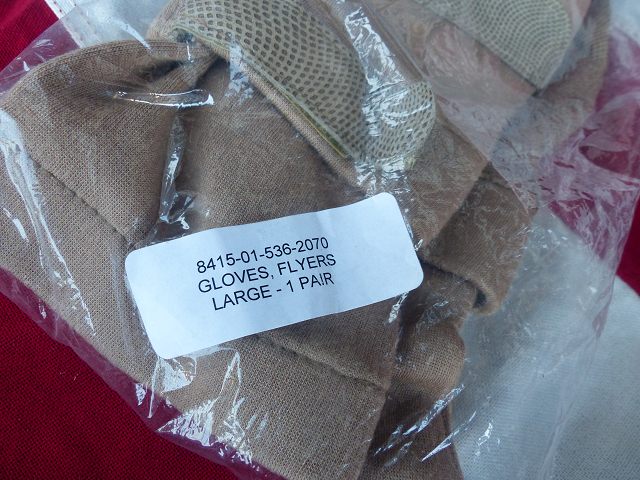 8415-01-536-2070
GLOVES, FLYERS
LARGE - 1 PAIR